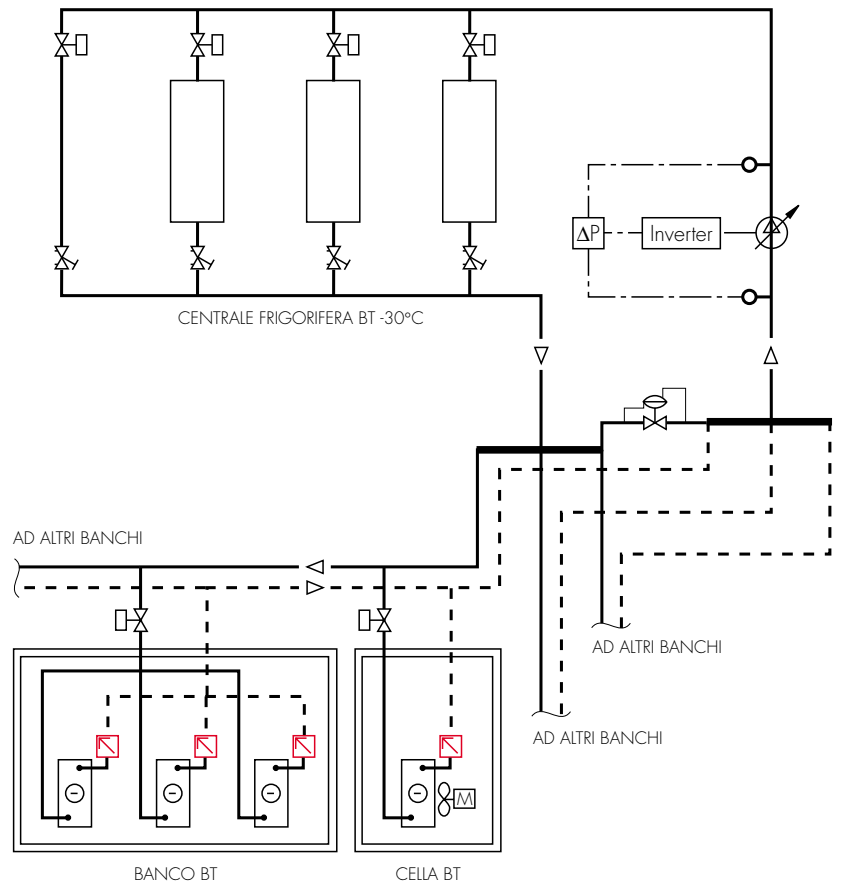 ΔP
Inverter
CENTRALE FRIGORIFERA BT -30°C
AD ALTRI BANCHI
AD ALTRI BANCHI
AD ALTRI BANCHI
M
BANCO BT
CELLA BT